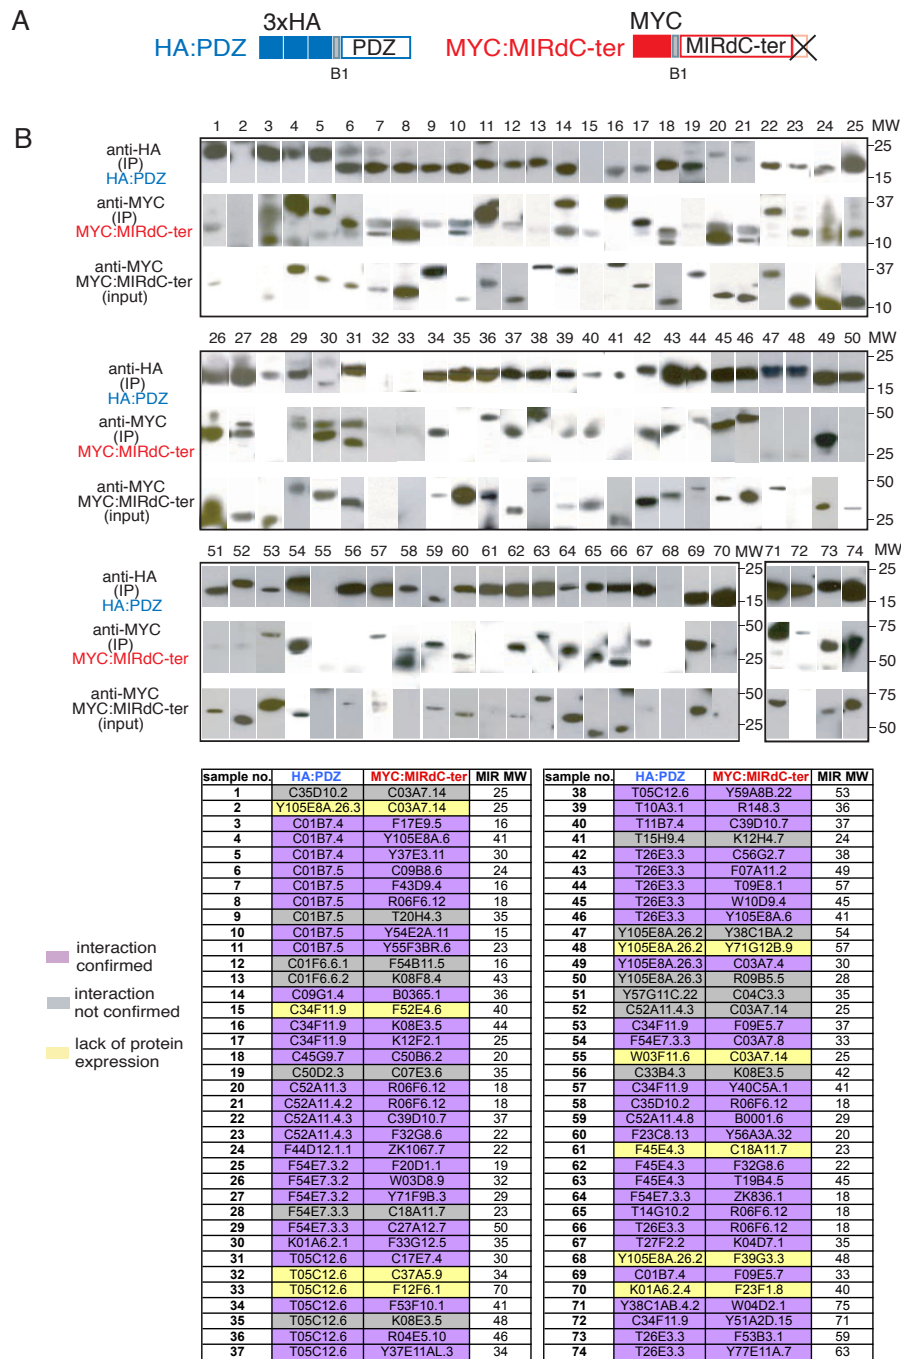 A
3xHA
HA:PDZ
PDZ
B1
MYC
MYC:MIRdC-ter
MIRdC-ter
B1
B
1 2 3 4 5 6 7 8 9 10 11 12 13 14 15 16 17 18 19 20 21 22 23 24 25 MW
anti-HA
(IP)
HA:PDZ
25
15
anti-MYC
(IP)
MYC:MIRdC-ter
37
10
anti-MYC
MYC:MIRdC-ter
(input)
37
10
26 27 28 29 30 31 32 33 34 35 36 37 38 39 40 41 42 43 44 45 46 47 48 49 50 MW
anti-HA
(IP)
HA:PDZ
25
15
anti-MYC
(IP)
MYC:MIRdC-ter
50
25
anti-MYC
MYC:MIRdC-ter
(input)
50
25
51 52 53 54 55 56 57 58 59 60 61 62 63 64 65 66 67 68 69 70 MW 71 72 73 74 MW
anti-HA
(IP)
HA:PDZ
25 25
15 15
anti-MYC
(IP)
MYC:MIRdC-ter
50 75
25 50
anti-MYC
MYC:MIRdC-ter
(input)
50 75
25 50
interaction
confirmed
interaction
not confirmed
lack of protein
expression
sample no. HA:PDZ MYC:MIRdC-ter MIR MW
1 C35D10.2 C03A7.14 25
2 Y105E8A.26.3 C03A7.14 25
3 C01B7.4 F17E9.5 16
4 C01B7.4 Y105E8A.6 41
5 C01B7.4 Y37E3.11 30
6 C01B7.5 C09B8.6 24
7 C01B7.5 F43D9.4 16
8 C01B7.5 R06F6.12 18
9 C01B7.5 T20H4.3 35
10 C01B7.5 Y54E2A.11 15
11 C01B7.5 Y55F3BR.6 23
12 C01F6.6.1 F54B11.5 16
13 C01F6.6.2 K08F8.4 43
14 C09G1.4 B0365.1 36
15 C34F11.9 F52E4.6 40
16 C34F11.9 K08E3.5 44
17 C34F11.9 K12F2.1 25
18 C45G9.7 C50B6.2 20
19 C50D2.3 C07E3.6 35
20 C52A11.3 R06F6.12 18
21 C52A11.4.2 R06F6.12 18
22 C52A11.4.3 C39D10.7 37
23 C52A11.4.3 F32G8.6 22
24 F44D12.1.1 ZK1067.7 22
25 F54E7.3.2 F20D1.1 19
26 F54E7.3.2 W03D8.9 32
27 F54E7.3.2 Y71F9B.3 29
28 F54E7.3.3 C18A11.7 23
29 F54E7.3.3 C27A12.7 50
30 K01A6.2.1 F33G12.5 35
31 T05C12.6 C17E7.4 30
32 T05C12.6 C37A5.9 34
33 T05C12.6 F12F6.1 70
34 T05C12.6 F53F10.1 41
35 T05C12.6 K08E3.5 48
36 T05C12.6 R04E5.10 46
37 T05C12.6 Y37E11AL.3 34
sample no. HA:PDZ MYC:MIRdC-ter MIR MW
38 T05C12.6 Y59A8B.22 53
39 T10A3.1 R148.3 36
40 T11B7.4 C39D10.7 37
41 T15H9.4 K12H4.7 24
42 T26E3.3 C56G2.7 38
43 T26E3.3 F07A11.2 49
44 T26E3.3 T09E8.1 57
45 T26E3.3 W10D9.4 45
46 T26E3.3 Y105E8A.6 41
47 Y105E8A.26.2 Y38C1BA.2 54
48 Y105E8A.26.2 Y71G12B.9 57
49 Y105E8A.26.3 C03A7.4 30
50 Y105E8A.26.3 R09B5.5 28
51 Y57G11C.22 C04C3.3 35
52 C52A11.4.3 C03A7.14 25
53 C34F11.9 F09E5.7 37
54 F54E7.3.3 C03A7.8 33
55 W03F11.6 C03A7.14 25
56 C33B4.3 K08E3.5 42
57 C34F11.9 Y40C5A.1 41
58 C35D10.2 R06F6.12 18
59 C52A11.4.8 B0001.6 29
60 F23C8.13 Y56A3A.32 20
61 F45E4.3 C18A11.7 23
62 F45E4.3 F32G8.6 22
63 F45E4.3 T19B4.5 45
64 F54E7.3.3 ZK836.1 18
65 T14G10.2 R06F6.12 18
66 T26E3.3 R06F6.12 18
67 T27F2.2 K04D7.1 35
68 Y105E8A.26.2 F39G3.3 48
69 C01B7.4 F09E5.7 33
70 K01A6.2.4 F23F1.8 40
71 Y38C1AB.4.2 W04D2.1 75
72 C34F11.9 Y51A2D.15 71
73 T26E3.3 F53B3.1 59
74 T26E3.3 Y77E11A.7 63